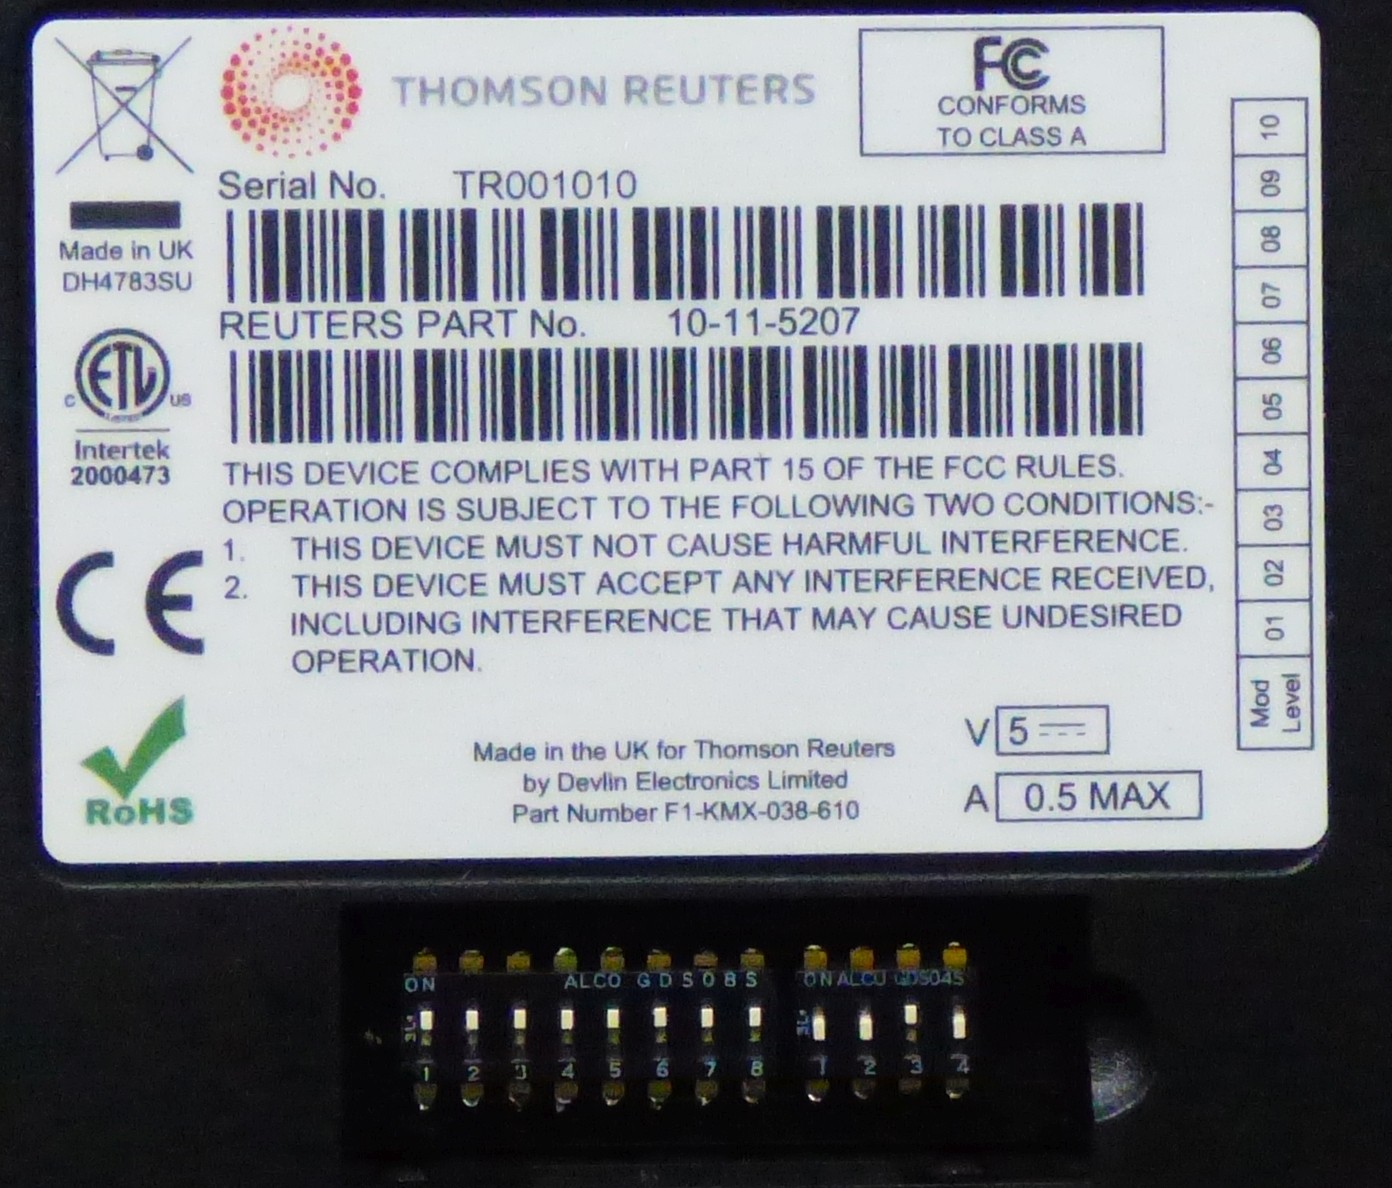 THOMSON REUTERS
FC
CONFORMS
TO CLASS A
Serial No. TR001010
Made in UK
DH4783SU
REUTERS PART No. 10-11-5207
ETL
C US
Intertek
2000473
THIS DEVICE COMPLIES WITH PART 15 OF THE FCC RULES.
OPERATION IS SUBJECT TO THE FOLLOWING TWO CONDITIONS:-
1. THIS DEVICE MUST NOT CAUSE HARMFUL INTERFERENCE.
2. THIS DEVICE MUST ACCEPT ANY INTERFERENCE RECEIVED,
INCLUDING INTERFERENCE THAT MAY CAUSE UNDESIRED
OPERATION.
CE
RoHS
Made in the UK for Thomson Reuters
by Devlin Electronics Limited
Part Number F1-KMX-038-610
V 5
A 0.5 MAX
Mod
Level
01
02
03
04
05
06
07
08
09
10
ON ALCO GDS08S
1 2 3 4 5 6 7 8
ON ALCO GDS04S
1 2 3 4